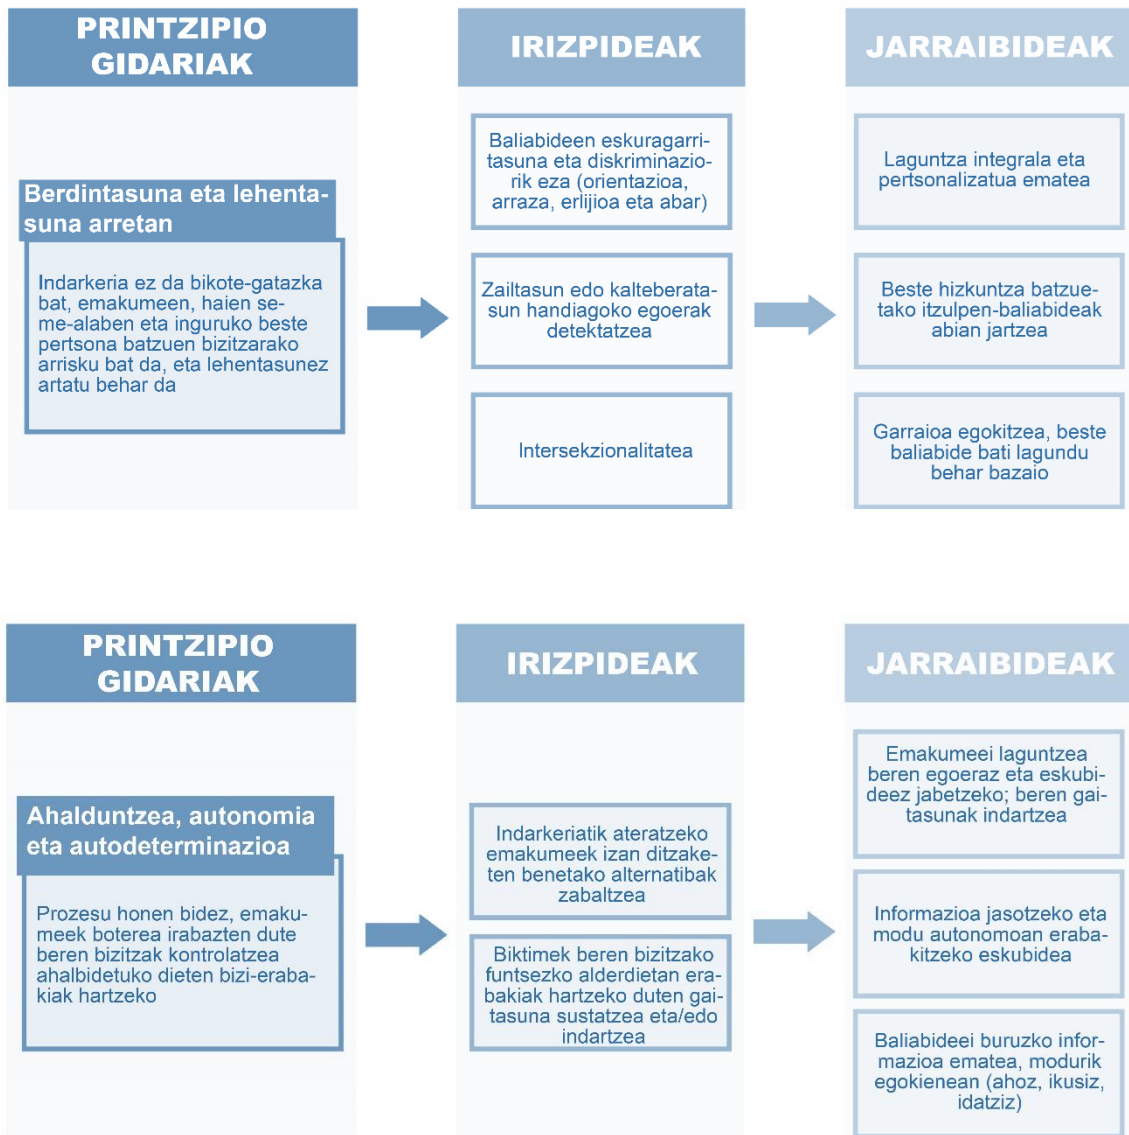 PRINTZIPIO
GIDARIAK
Berdintasuna eta lehenta-
suna arretan
Indarkeria ez da bikote-gatazka
bat, emakumeen, haien se-
me-alaben eta inguruko beste
pertsona batzuen bizitzarako
arrisku bat da, eta lehentasunez
artatu behar da
IRIZPIDEAK
Baliabideen eskuragarri-
tasuna eta diskriminazio-
rik eza (orientazioa,
arraza, erlijioa eta abar)
Zailtasun edo kalteberata-
sun handiagoko egoerak
detektatzea
Intersekzionalitatea
JARRAIBIDEAK
Laguntza integrala eta
pertsonalizatua ematea
Beste hizkuntza batzue-
tako itzulpen-baliabideak
abian jartzea
Garraioa egokitzea, beste
baliabide bati lagundu
behar bazaio
PRINTZIPIO
GIDARIAK
Ahalduntzea, autonomia
eta autodeterminazioa
Prozesu honen bidez, emaku-
meek boterea irabazten dute
beren bizitzak kontrolatzea
ahalbidetuko dieten bizi-eraba-
kiak hartzeko
IRIZPIDEAK
Indarkeriatik ateratzeko
emakumeek izan ditzake-
ten benetako alternatibak
zabaltzea
Biktimek beren bizitzako
funtsezko alderdietan era-
bakiak hartzeko duten gai-
tasuna sustatzea eta/edo
indartzea
JARRAIBIDEAK
Emakumeei laguntzea
beren egoeraz eta eskubi-
deez jabetzeko; beren gai-
tasunak indartzea
Informazioa jasotzeko eta
modu autonomoan eraba-
kitzeko eskubidea
Baliabideei buruzko infor-
mazioa ematea, modurik
egokienean (ahoz, ikusiz,
idatziz)